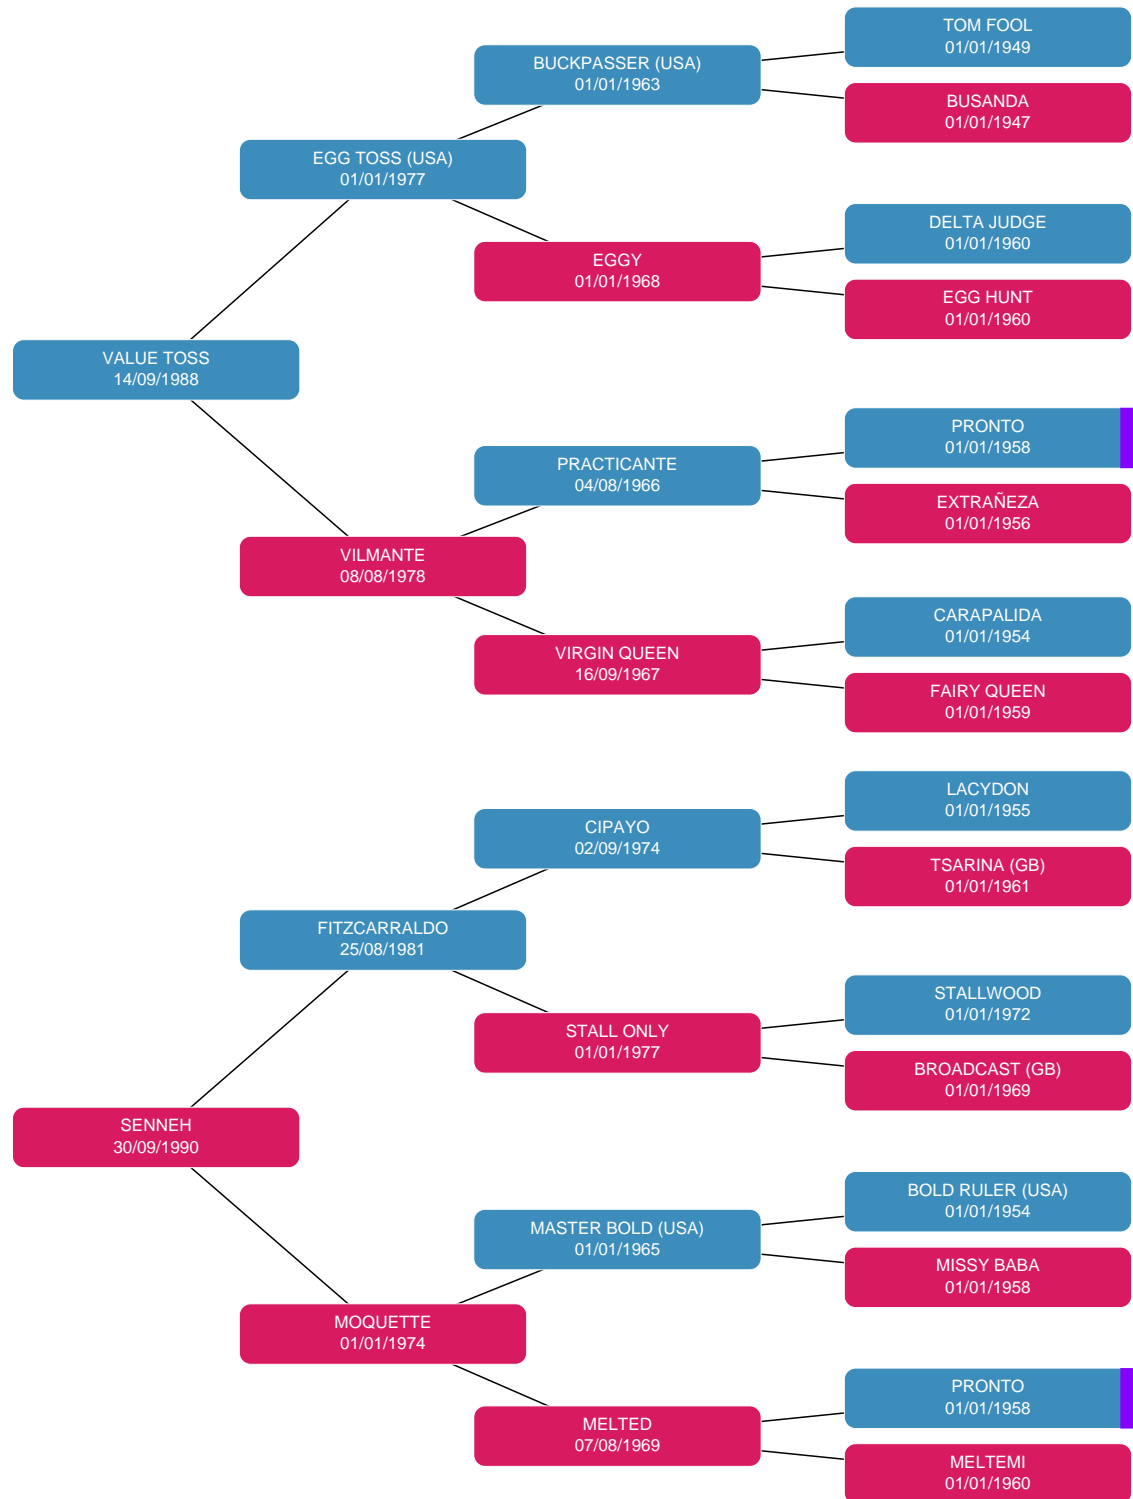 TOM FOOL
01/01/1949
BUCKPASSER (USA)
01/01/1963
BUSANDA
01/01/1947
EGG TOSS (USA)
01/01/1977
DELTA JUDGE
01/01/1960
EGGY
01/01/1968
EGG HUNT
01/01/1960
VALUE TOSS
14/09/1988
PRONTO
01/01/1958
PRACTICANTE
04/08/1966
EXTRAÑEZA
01/01/1956
VILMANTE
08/08/1978
CARAPALIDA
01/01/1954
VIRGIN QUEEN
16/09/1967
FAIRY QUEEN
01/01/1959
LACYDON
01/01/1955
CIPAYO
02/09/1974
TSARINA (GB)
01/01/1961
FITZCARRALDO
25/08/1981
STALLWOOD
01/01/1972
STALL ONLY
01/01/1977
BROADCAST (GB)
01/01/1969
SENNEH
30/09/1990
BOLD RULER (USA)
01/01/1954
MASTER BOLD (USA)
01/01/1965
MISSY BABA
01/01/1958
MOQUETTE
01/01/1974
PRONTO
01/01/1958
MELTED
07/08/1969
MELTEMI
01/01/1960